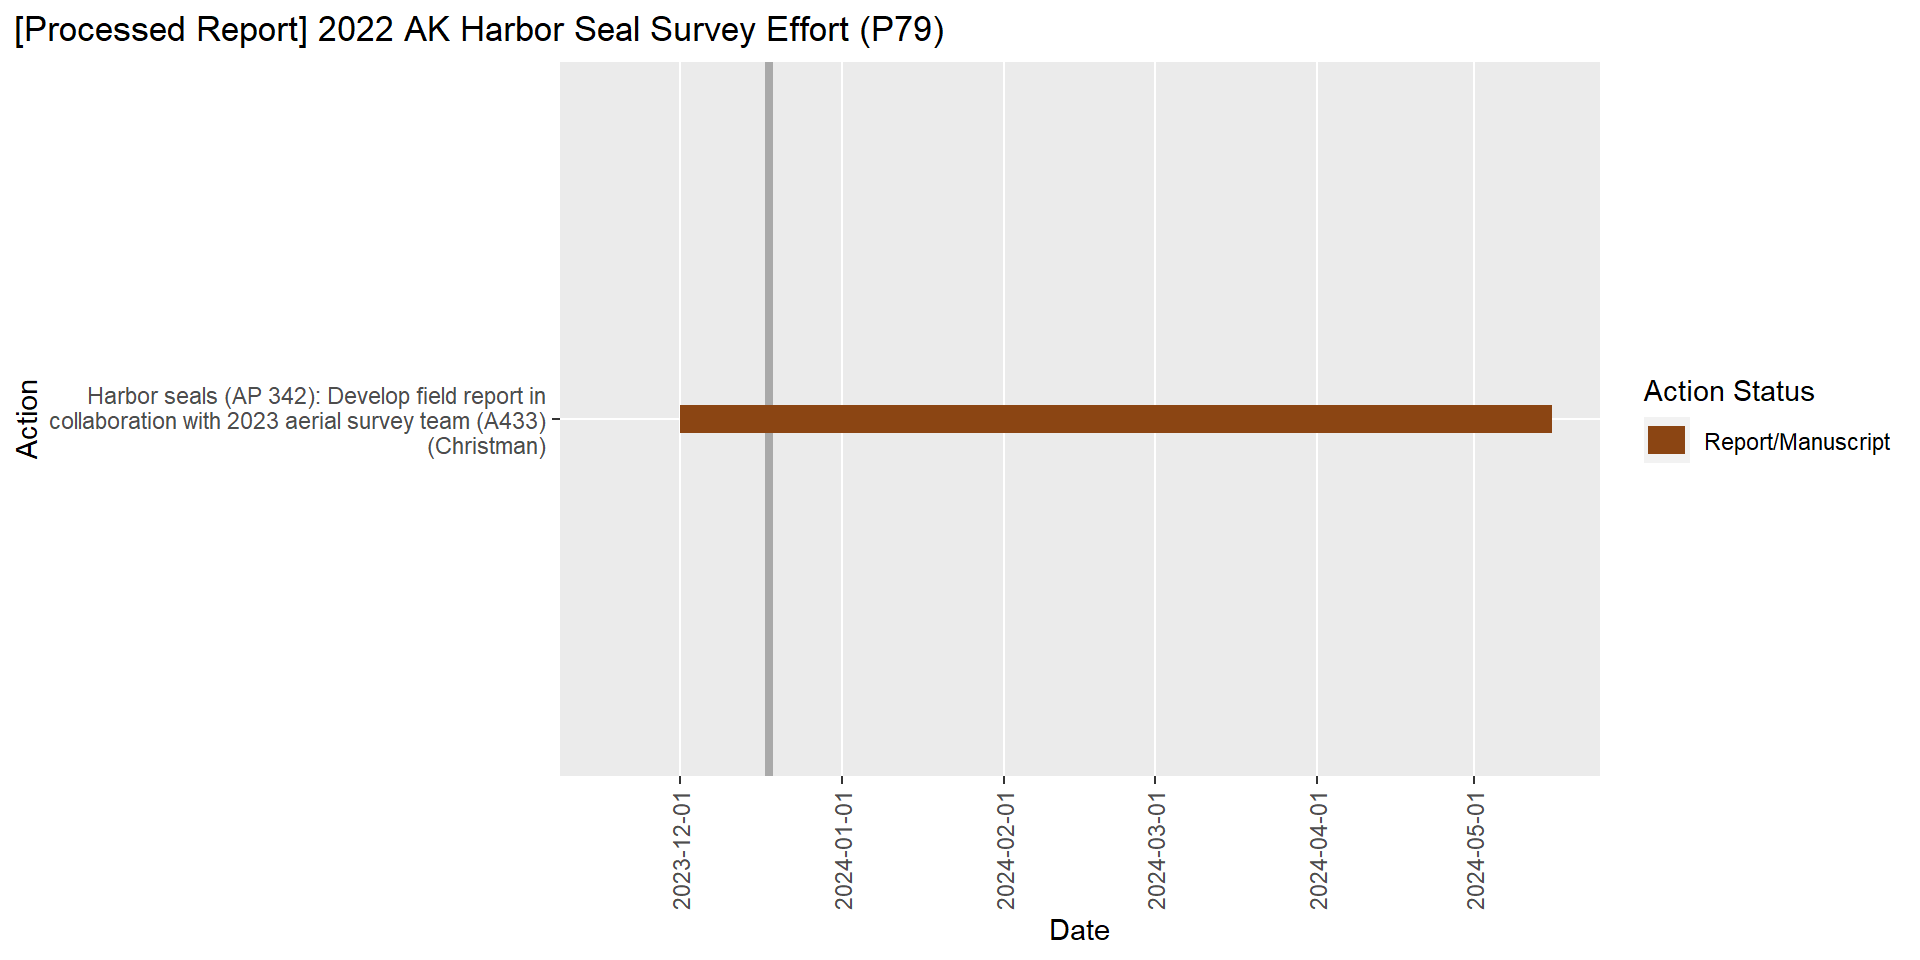 [Processed Report] 2022 AK Harbor Seal Survey Effort (P79)
Action
Harbor seals (AP 342): Develop field report in
collaboration with 2023 aerial survey team (A433)
(Christman)
2023-12-01
2024-01-01
2024-02-01
2024-03-01
2024-04-01
2024-05-01
Date
Action Status
Report/Manuscript